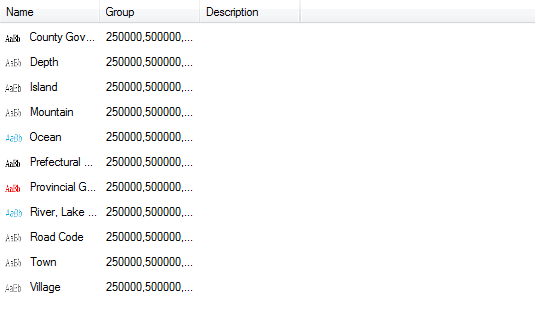 Name Group Description
AaBb County Gov... 250000,500000,...
AaBb Depth 250000,500000,...
AaBb Island 250000,500000,...
AaBb Mountain 250000,500000,...
AaBb Ocean 250000,500000,...
AaBb Prefectural ... 250000,500000,...
AaBb Provincial G... 250000,500000,...
AaBb River, Lake ... 250000,500000,...
AaBb Road Code 250000,500000,...
AaBb Town 250000,500000,...
AaBb Village 250000,500000,...